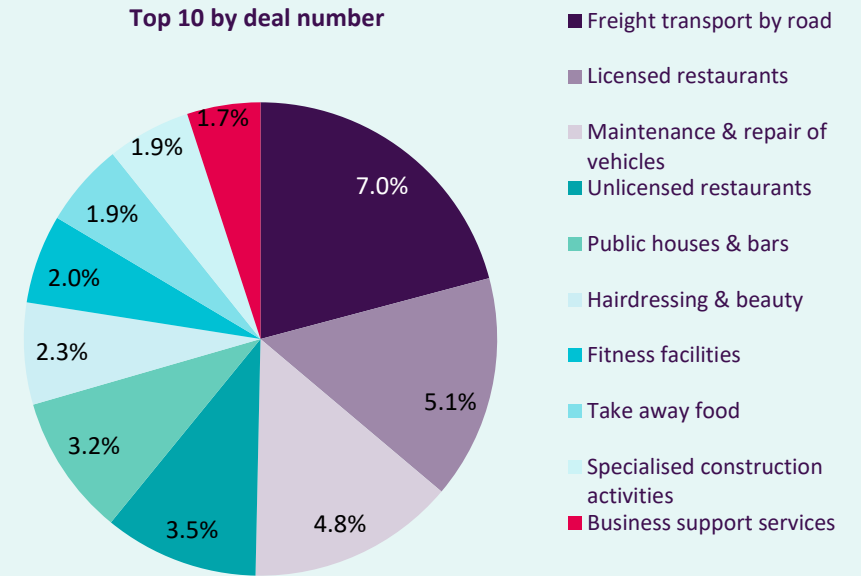 Top 10 by deal number
7.0%
5.1%
4.8%
3.5%
3.2%
2.3%
2.0%
1.9%
1.9%
1.7%
Freight transport by road
Licensed restaurants
Maintenance & repair of
vehicles
Unlicensed restaurants
Public houses & bars
Hairdressing & beauty
Fitness facilities
Take away food
Specialised construction
activities
Business support services